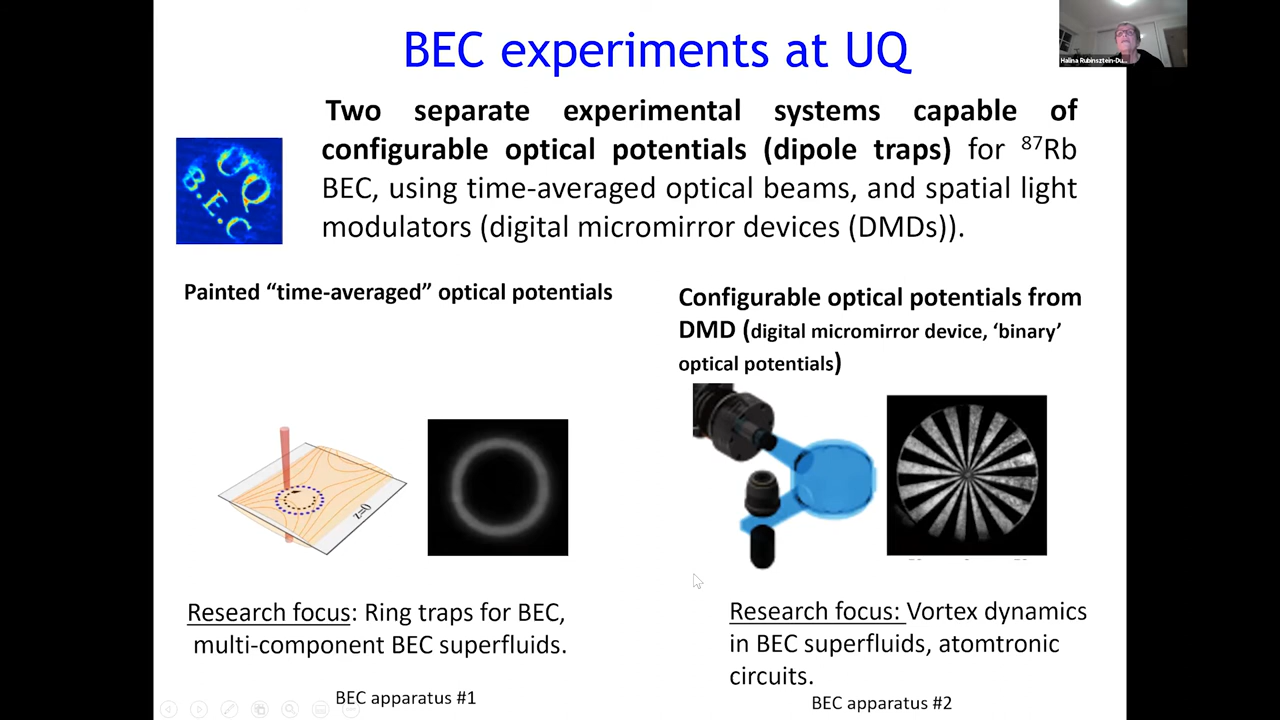 BEC experiments at UQ
Halina Rubinsztein-Du...
Two separate experimental systems capable of
configurable optical potentials (dipole traps) for ⁸⁷Rb
BEC, using time-averaged optical beams, and spatial light
modulators (digital micromirror devices (DMDs)).
UQ
B.E.C
Painted “time-averaged” optical potentials
Configurable optical potentials from
DMD (digital micromirror device, ‘binary’
optical potentials)
z=0
Research focus: Ring traps for BEC,
multi-component BEC superfluids.
Research focus: Vortex dynamics
in BEC superfluids, atomtronic
circuits.
BEC apparatus #1
BEC apparatus #2